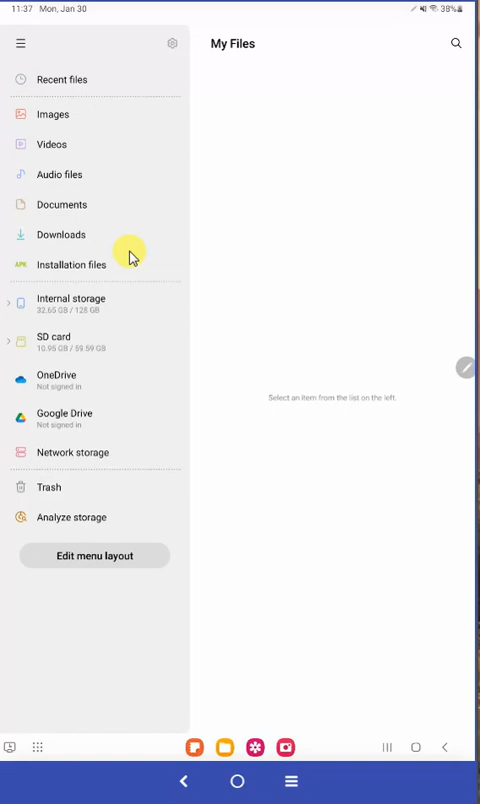 11:37 Mon, Jan 30
38%
My Files
Recent files
Images
Videos
Audio files
Documents
Downloads
APK Installation files
Internal storage
32.65 GB / 128 GB
SD card
10.95 GB / 59.59 GB
OneDrive
Not signed in
Google Drive
Not signed in
Network storage
Trash
Analyze storage
Edit menu layout
Select an item from the list on the left.